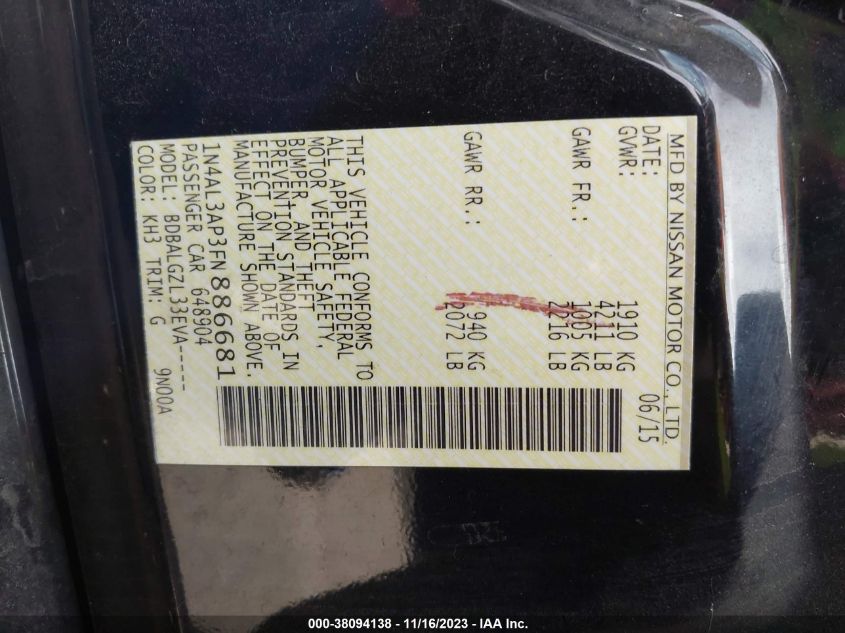 MFD BY NISSAN MOTOR CO., LTD.
DATE: 06/15
GVWR: 1910 KG
4211 LB
GAWR FR.: 1005 KG
2216 LB
GAWR RR.: 940 KG
2072 LB
THIS VEHICLE CONFORMS TO
ALL APPLICABLE FEDERAL
MOTOR VEHICLE SAFETY,
BUMPER, AND THEFT
PREVENTION STANDARDS IN
EFFECT ON THE DATE OF
MANUFACTURE SHOWN ABOVE.
1N4AL3AP3FN886681
PASSENGER CAR 648904
MODEL: BDBALGZL33EVA-----
COLOR: KH3 TRIM: G 9N00A
000-38094138 - 11/16/2023 - IAA Inc.